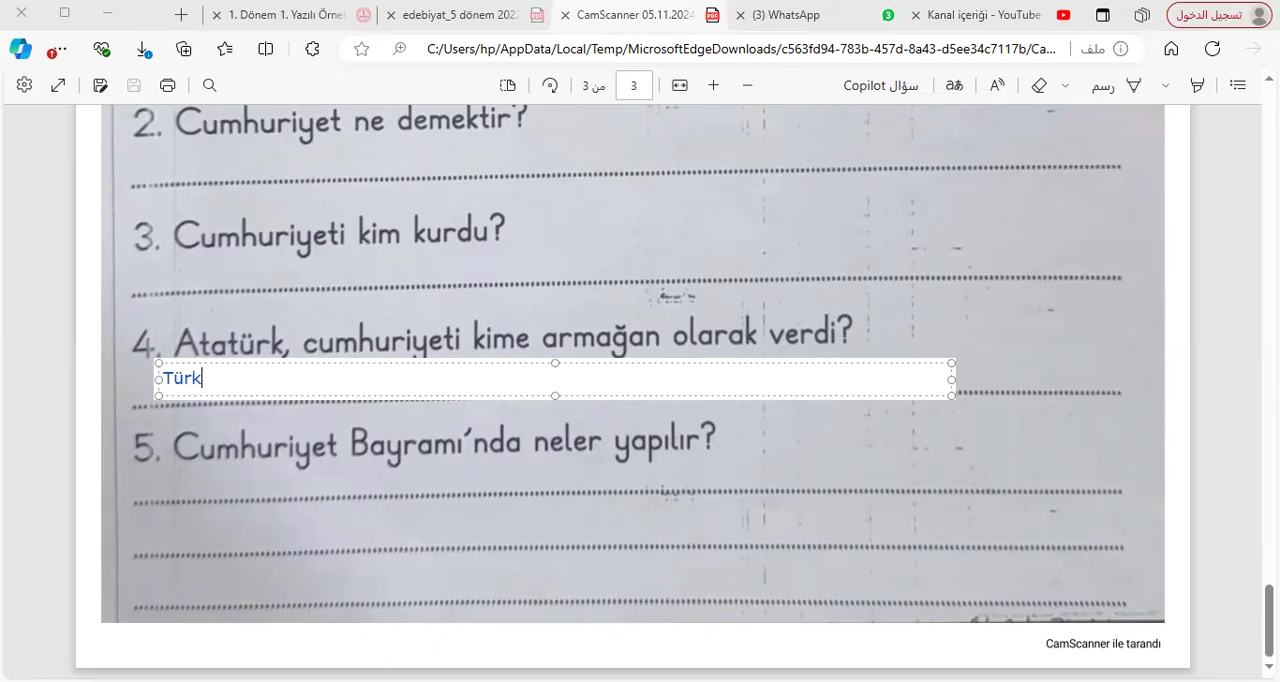 1. Dönem 1. Yazılı Örne
edebiyat_5 dönem 202
CamScanner 05.11.2024
(3) WhatsApp
3
Kanal içeriği - YouTube
تسجيل الدخول
C:/Users/hp/AppData/Local/Temp/MicrosoftEdgeDownloads/c563fd94-783b-457d-8a43-d5ee34c7117b/Ca...
ملف
3 من
3
سؤال Copilot
رسم
2. Cumhuriyet ne demektir?
3. Cumhuriyeti kim kurdu?
4. Atatürk, cumhuriyeti kime armağan olarak verdi?
Türk
5. Cumhuriyet Bayramı'nda neler yapılır?
CamScanner ile tarandı